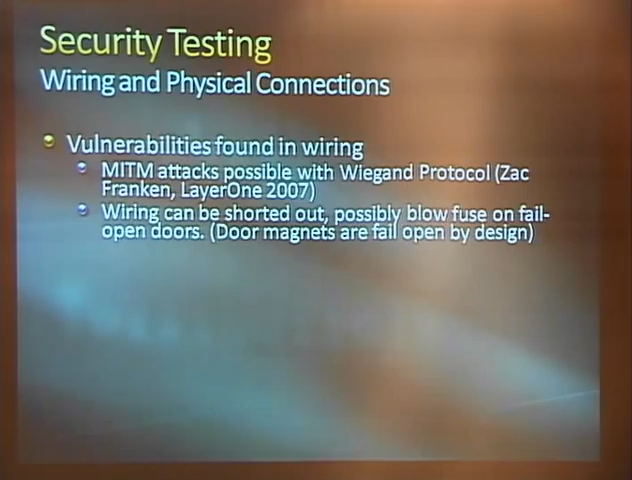 Security Testing
Wiring and Physical Connections
Vulnerabilities found in wiring
MITM attacks possible with Wiegand Protocol (Zac
Franken, LayerOne 2007)
Wiring can be shorted out, possibly blow fuse on fail-
open doors. (Door magnets are fail open by design)